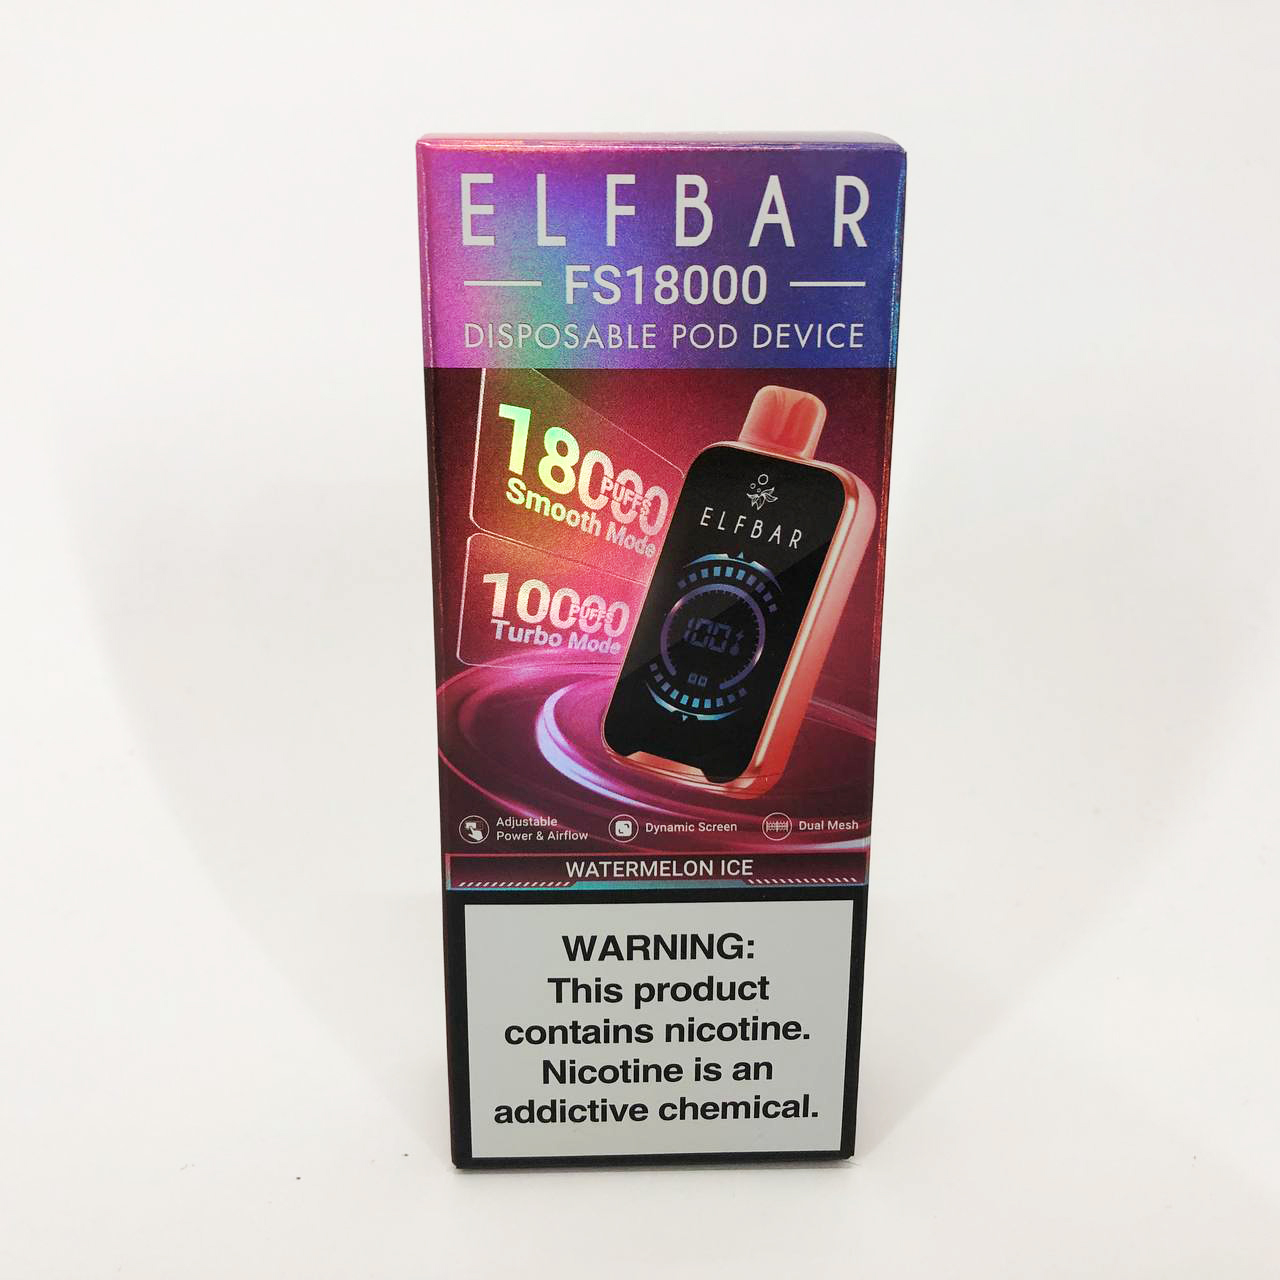 ELFBAR
FS18000
DISPOSABLE POD DEVICE
18000
PUFFS
Smooth Mode
10000
PUFFS
Turbo Mode
ELFBAR
100
Adjustable
Power & Airflow
Dynamic Screen
Dual Mesh
WATERMELON ICE
WARNING:
This product
contains nicotine.
Nicotine is an
addictive chemical.